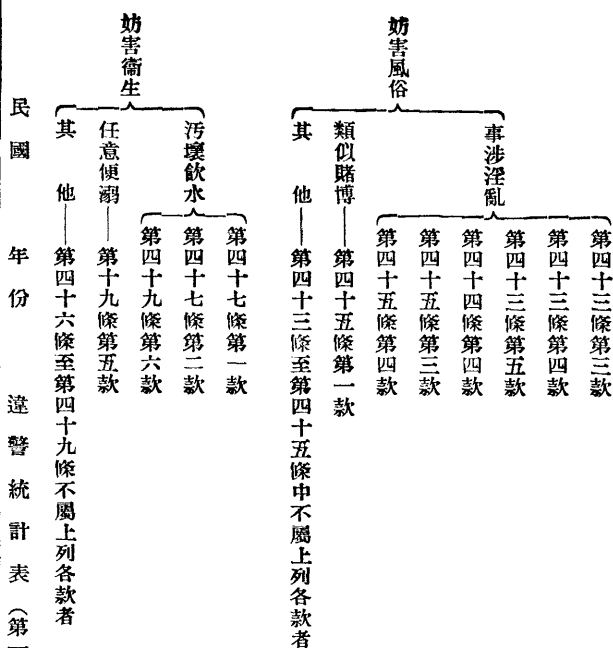 妨害風俗
事涉淫亂
第四十三條第三款
第四十三條第四款
第四十三條第五款
第四十四條第四款
第四十五條第三款
第四十五條第四款
類似賭博——第四十五條第一款
其他——第四十三條至第四十五條中不屬上列各款者
妨害衞生
污壞飲水
第四十七條第一款
第四十七條第二款
第四十九條第六款
任意便溺——第十九條第五款
其他——第四十六條至第四十九條不屬上列各款者
民國 年份 違警統計表（第